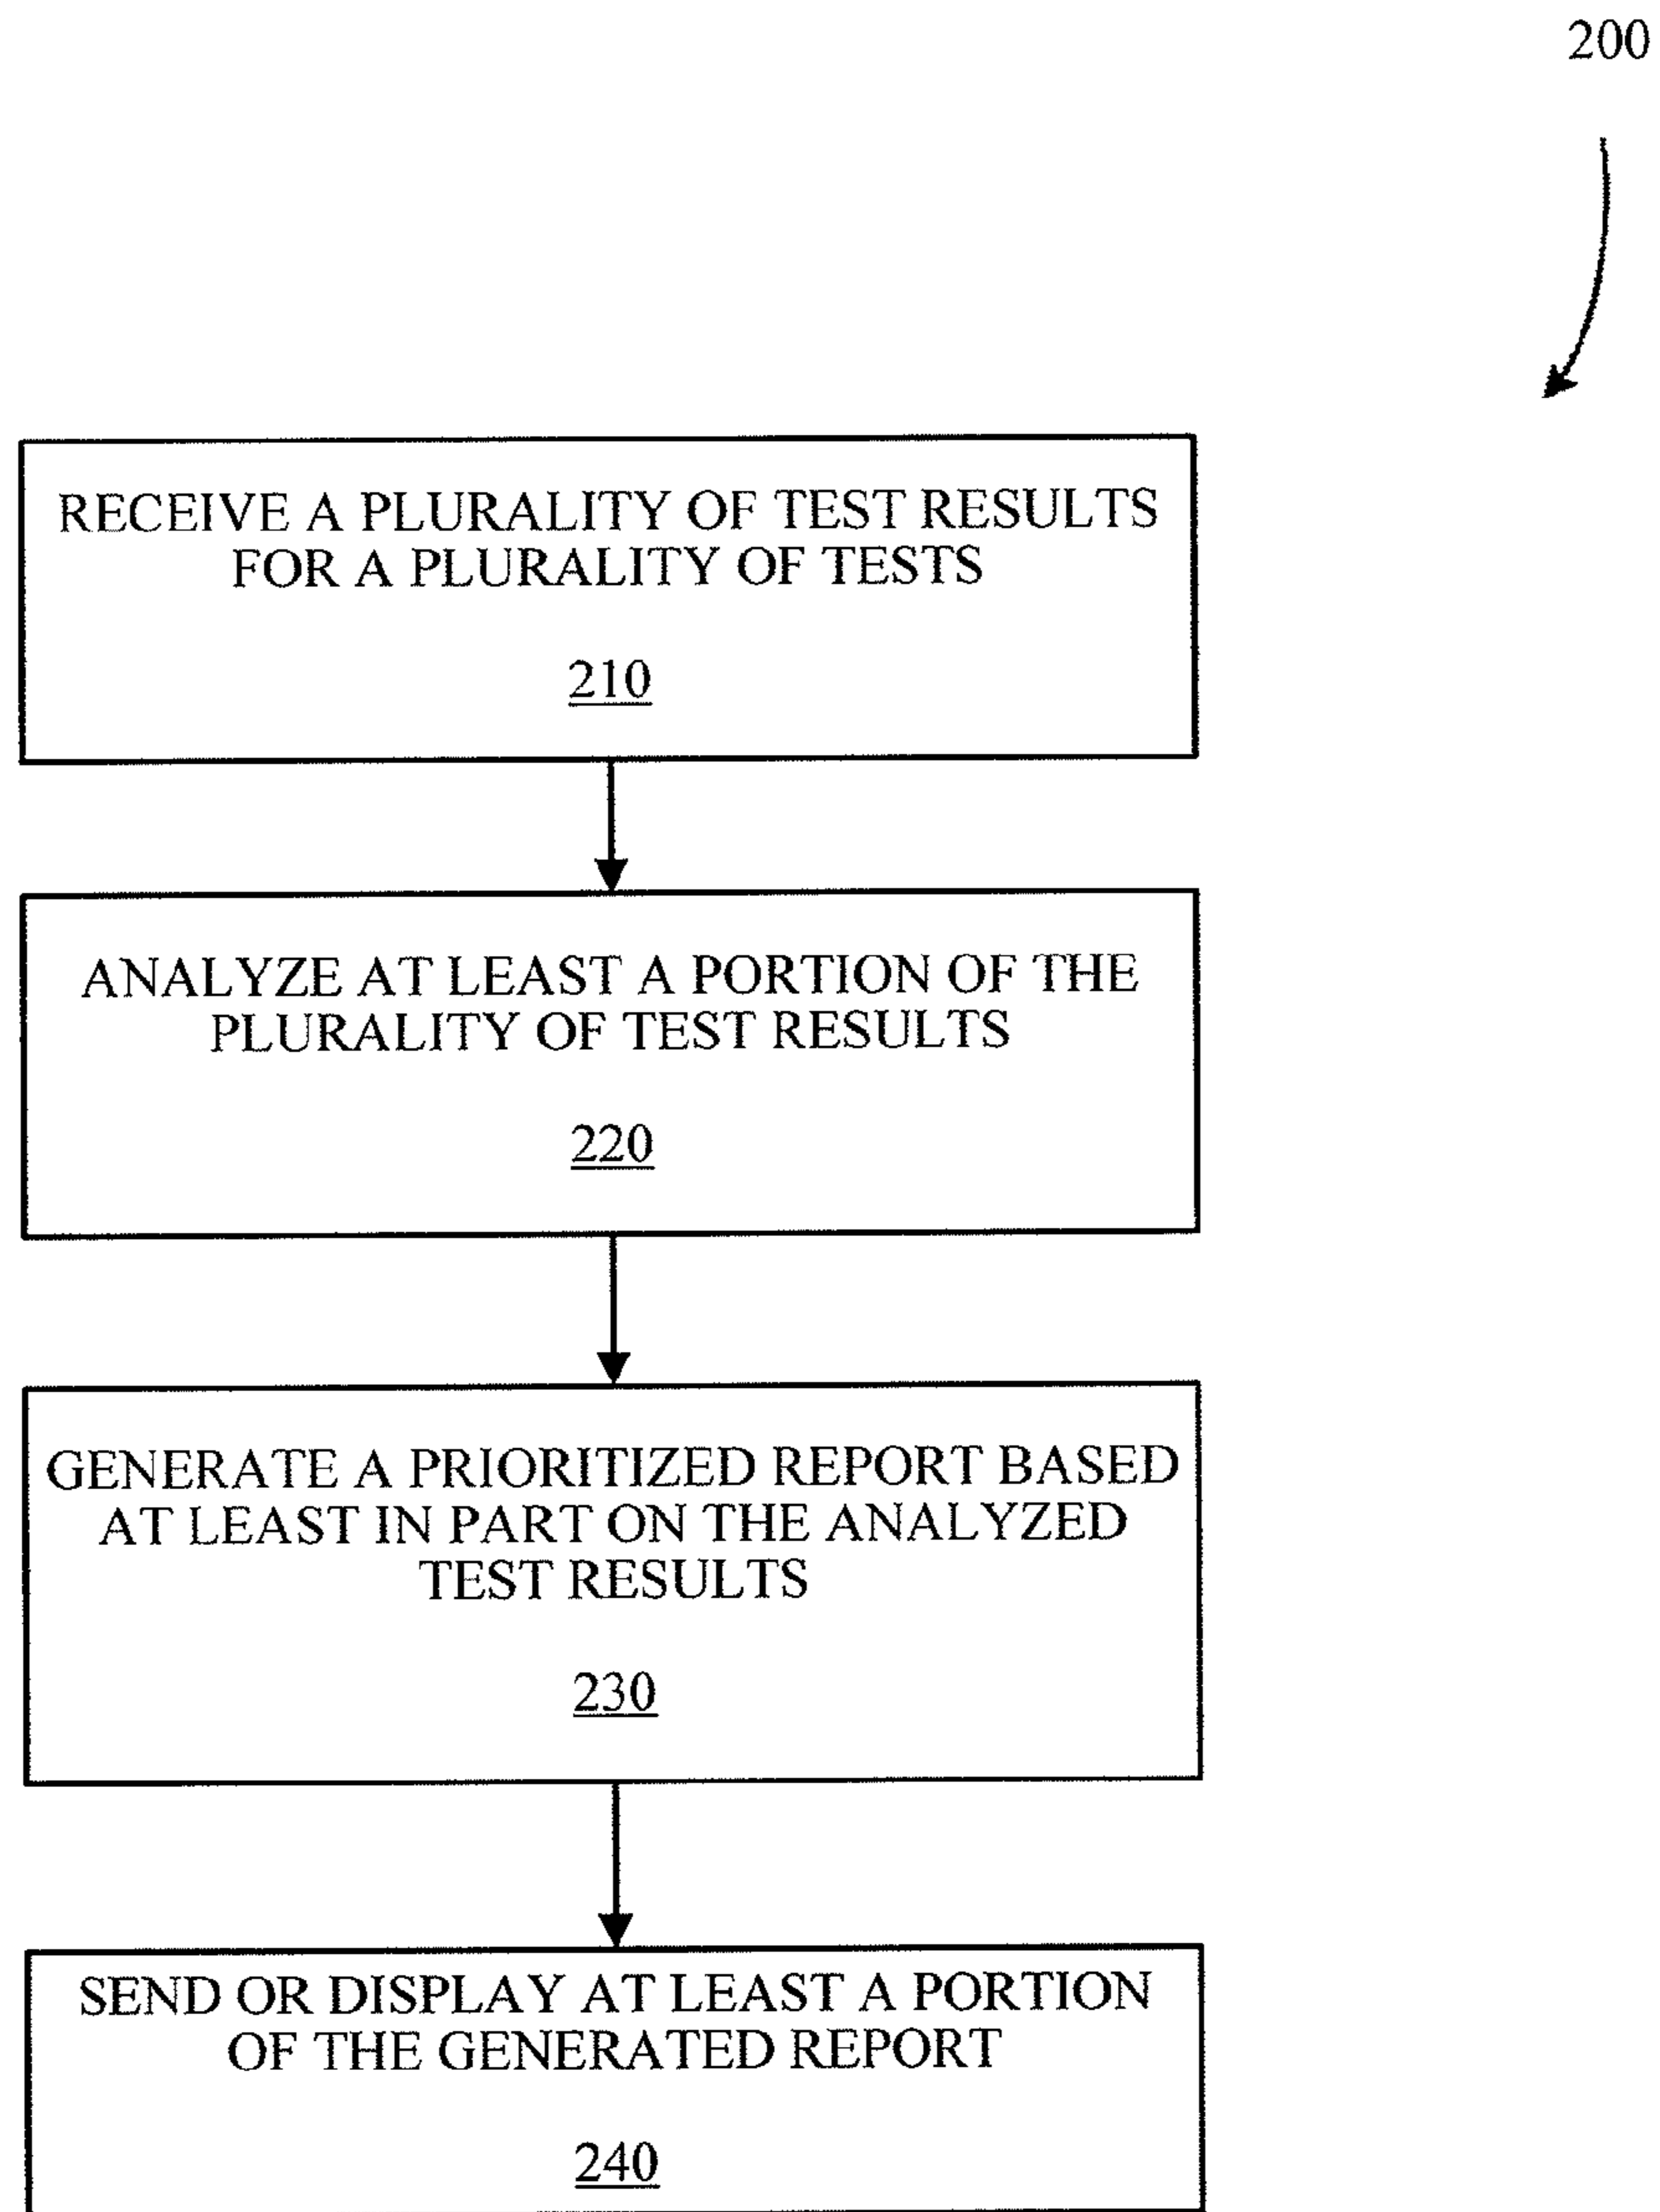 200
RECEIVE A PLURALITY OF TEST RESULTS
FOR A PLURALITY OF TESTS
210
ANALYZE AT LEAST A PORTION OF THE
PLURALITY OF TEST RESULTS
220
GENERATE A PRIORITIZED REPORT BASED
AT LEAST IN PART ON THE ANALYZED
TEST RESULTS
230
SEND OR DISPLAY AT LEAST A PORTION
OF THE GENERATED REPORT
240